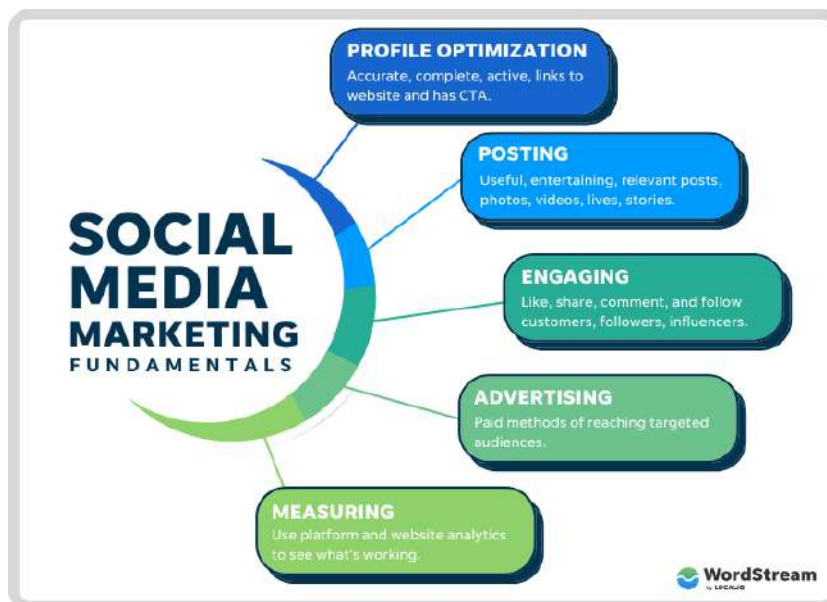 PROFILE OPTIMIZATION
Accurate, complete, active, links to
website and has CTA.
POSTING
Useful, entertaining, relevant posts,
photos, videos, lives, stories.
SOCIAL
MEDIA
MARKETING
FUNDAMENTALS
ENGAGING
Like, share, comment, and follow
customers, followers, influencers.
ADVERTISING
Paid methods of reaching targeted
audiences.
MEASURING
Use platform and website analytics
to see what's working.
WordStream
by LOCALiQ